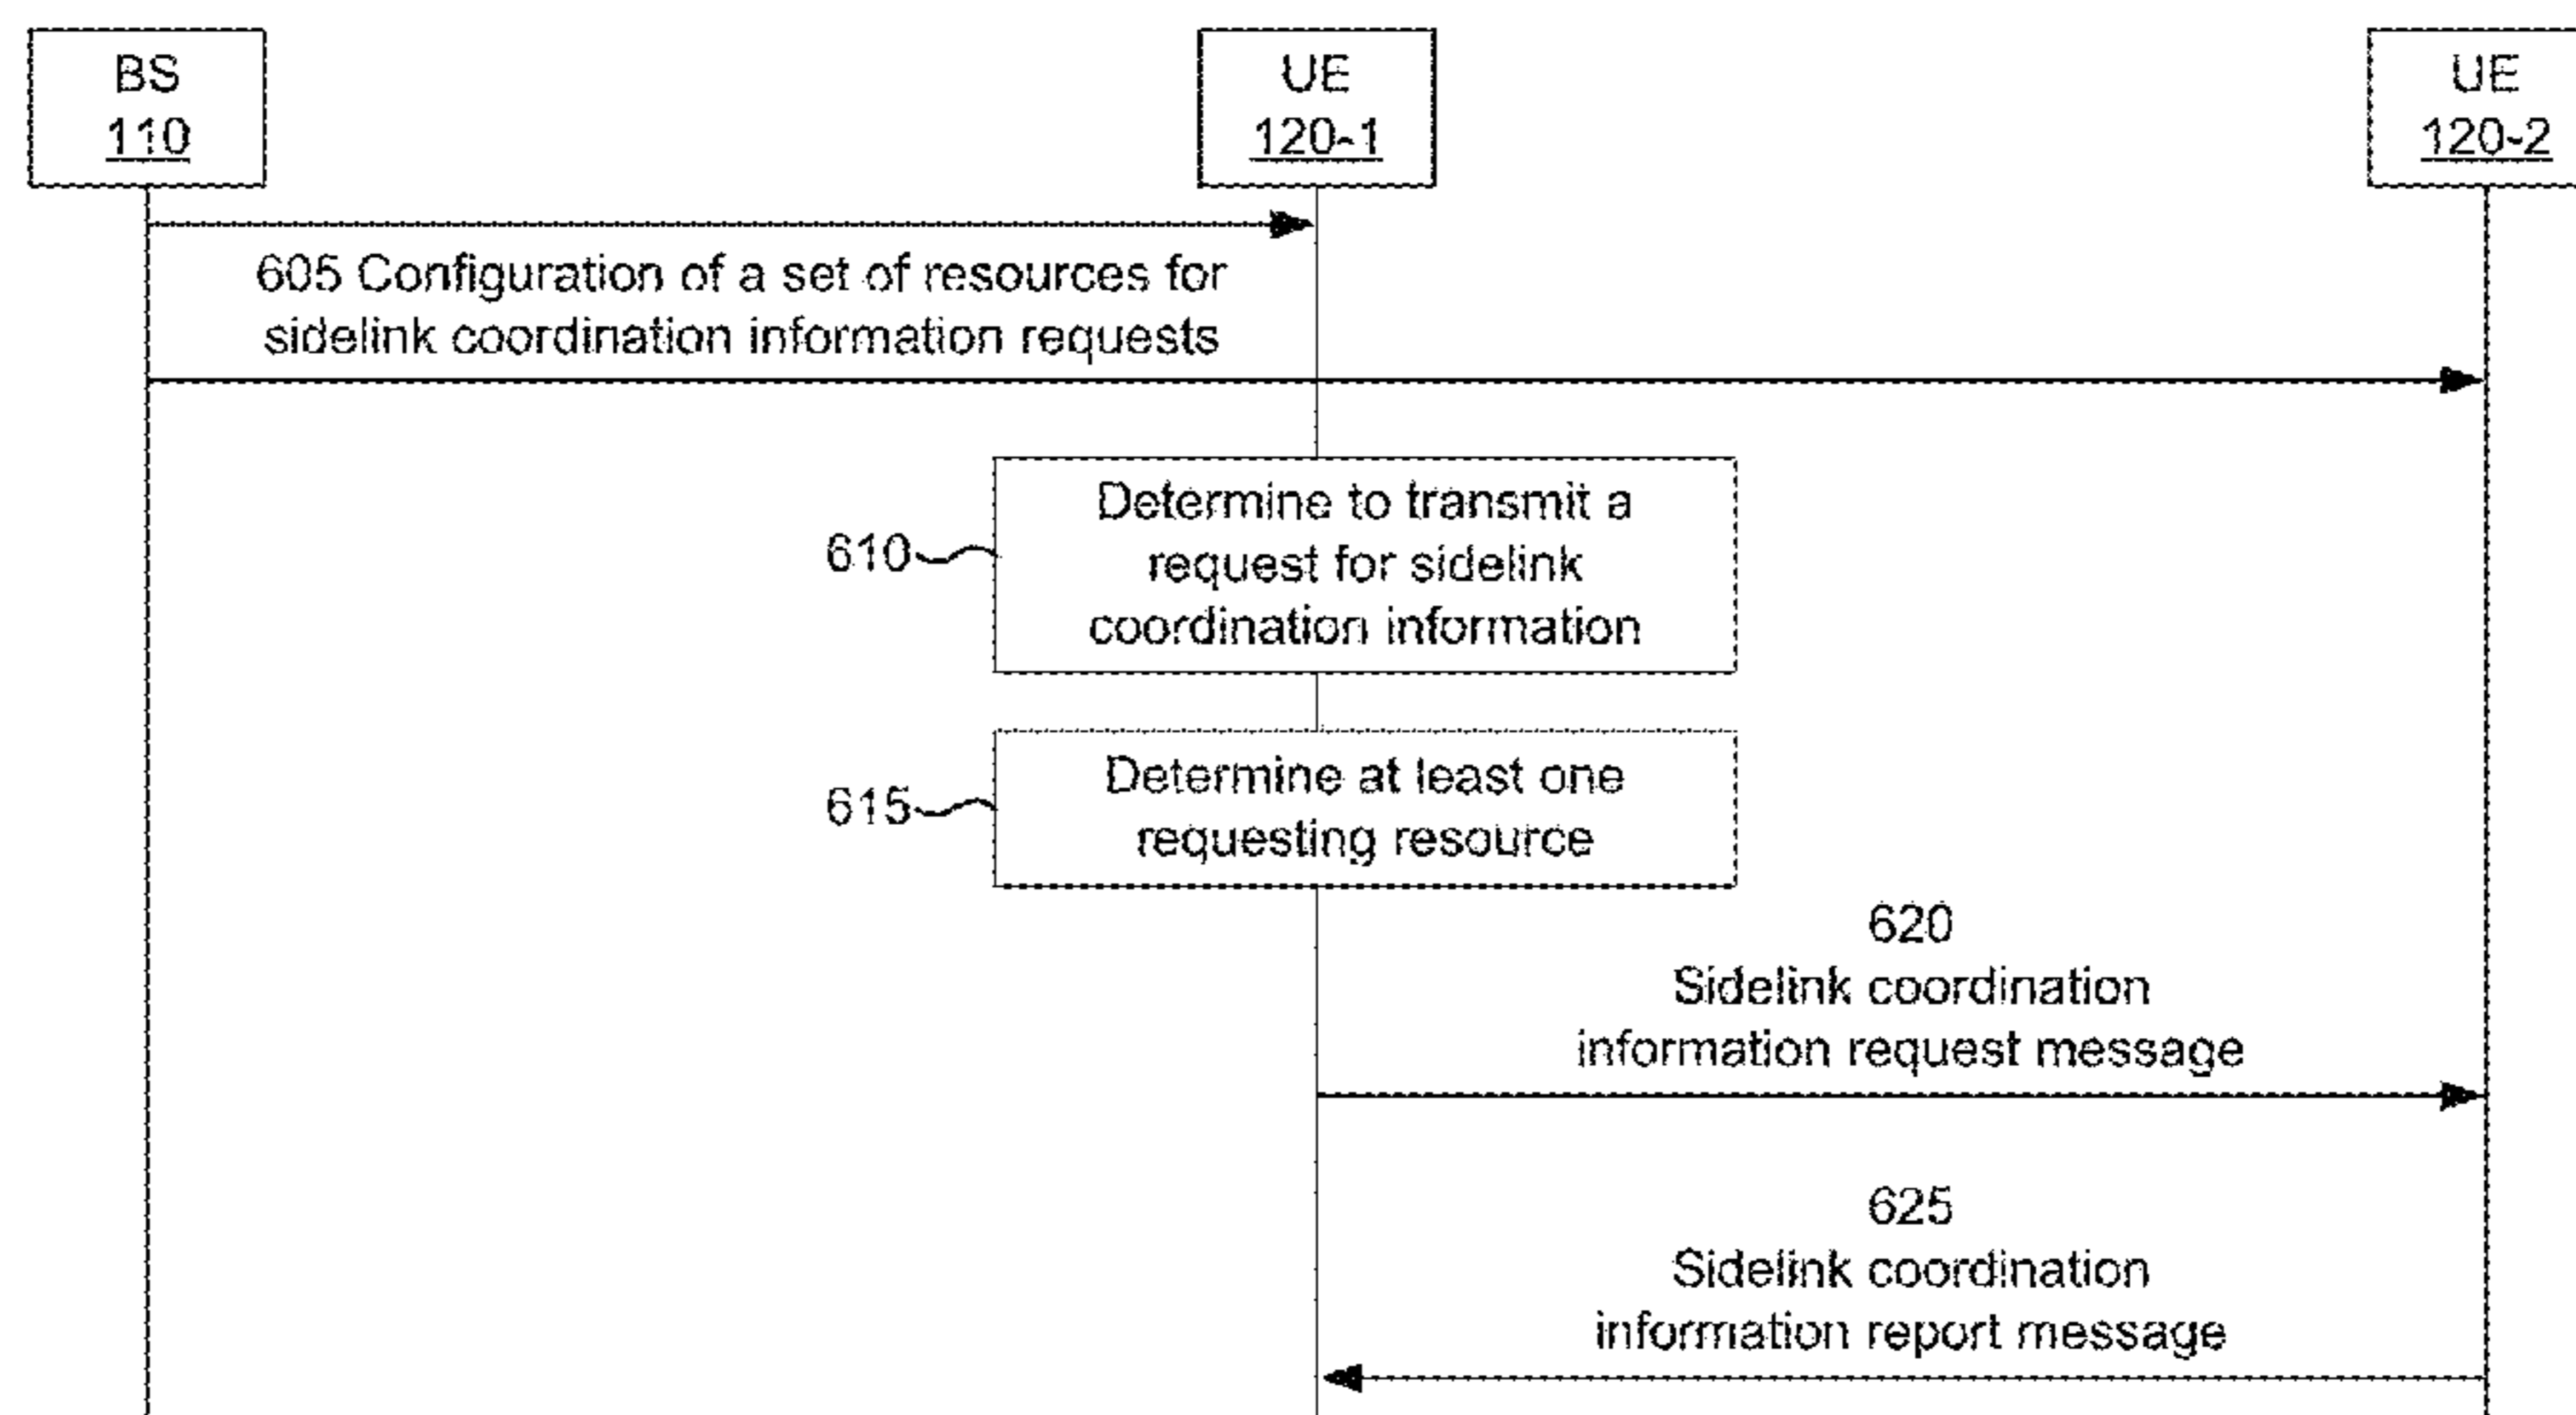 BS
110
UE
120-1
UE
120-2
605 Configuration of a set of resources for
sidelink coordination information requests
610
Determine to transmit a
request for sidelink
coordination information
615
Determine at least one
requesting resource
620
Sidelink coordination
information request message
625
Sidelink coordination
information report message